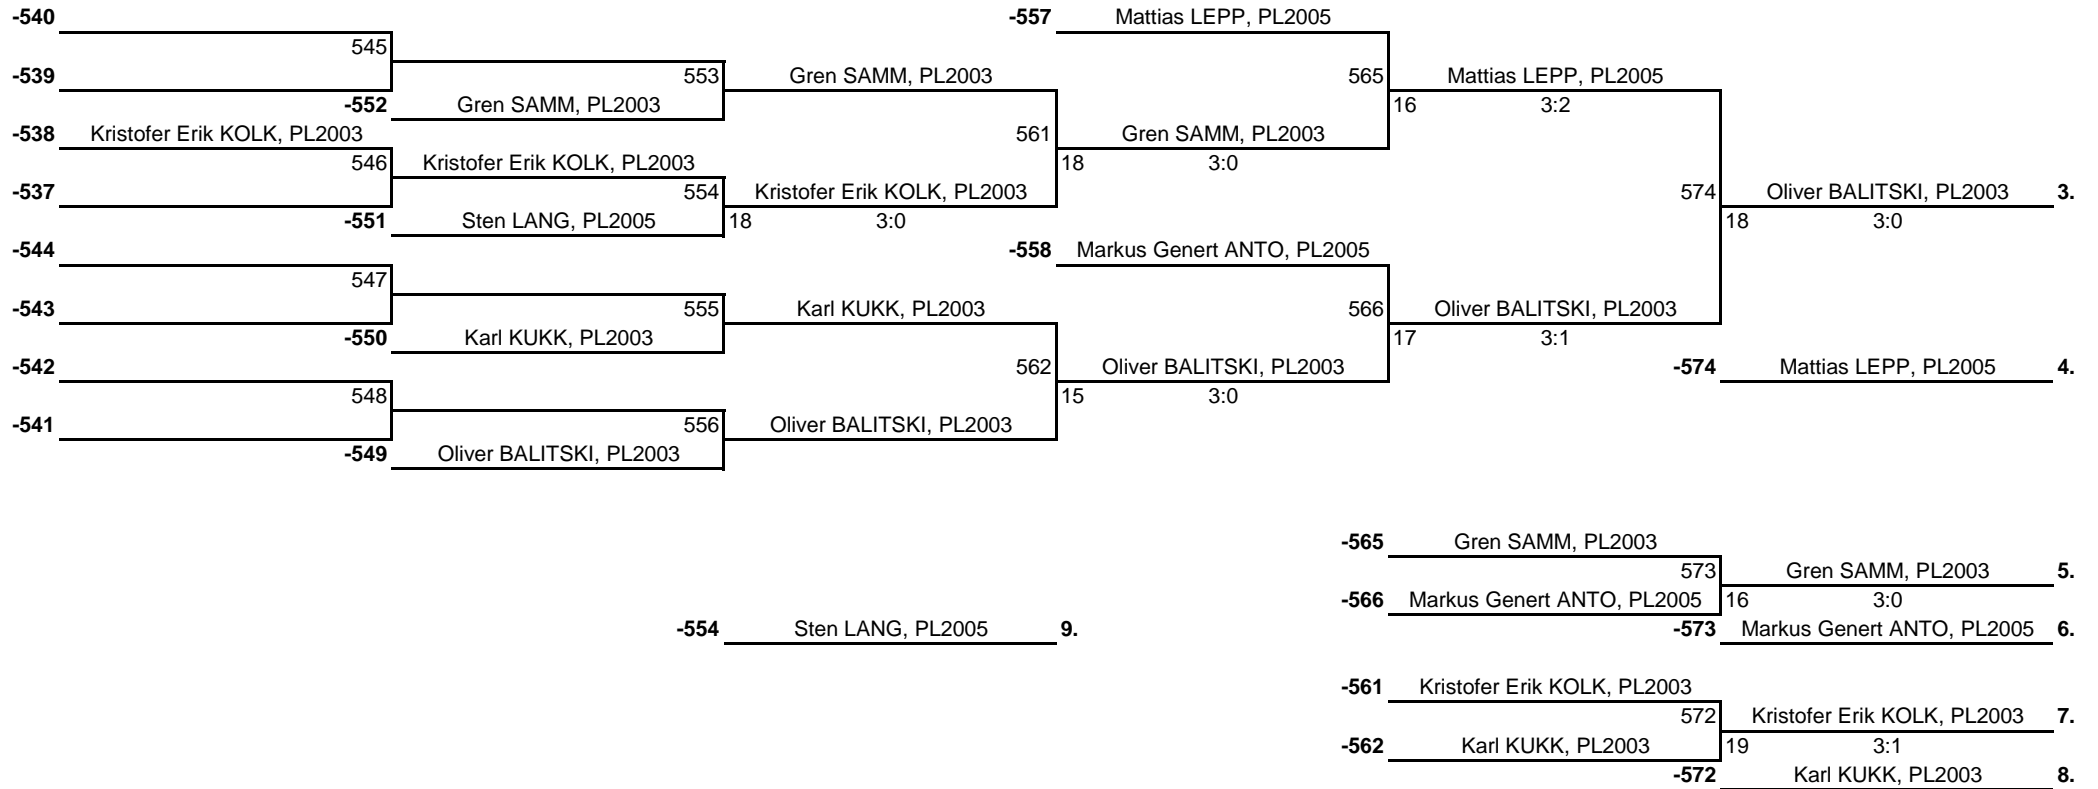 -540 -557 Mattias LEPP, PL2005
545
-539 553 Gren SAMM, PL2003 565 Mattias LEPP, PL2005
-552 Gren SAMM, PL2003 16 3:2
-538 Kristofer Erik KOLK, PL2003 561 Gren SAMM, PL2003
546 Kristofer Erik KOLK, PL2003 18 3:0
-537 554 Kristofer Erik KOLK, PL2003 574 Oliver BALITSKI, PL2003 3.
-551 Sten LANG, PL2005 18 3:0 18 3:0
-544 -558 Markus Genert ANTO, PL2005
547
-543 555 Karl KUKK, PL2003 566 Oliver BALITSKI, PL2003
-550 Karl KUKK, PL2003 17 3:1
-542 562 Oliver BALITSKI, PL2003 -574 Mattias LEPP, PL2005 4.
548 15 3:0
-541 556 Oliver BALITSKI, PL2003
-549 Oliver BALITSKI, PL2003
-565 Gren SAMM, PL2003
573 Gren SAMM, PL2003 5.
-566 Markus Genert ANTO, PL2005 16 3:0
-554 Sten LANG, PL2005 9. -573 Markus Genert ANTO, PL2005 6.
-561 Kristofer Erik KOLK, PL2003
572 Kristofer Erik KOLK, PL2003 7.
-562 Karl KUKK, PL2003 19 3:1
-572 Karl KUKK, PL2003 8.